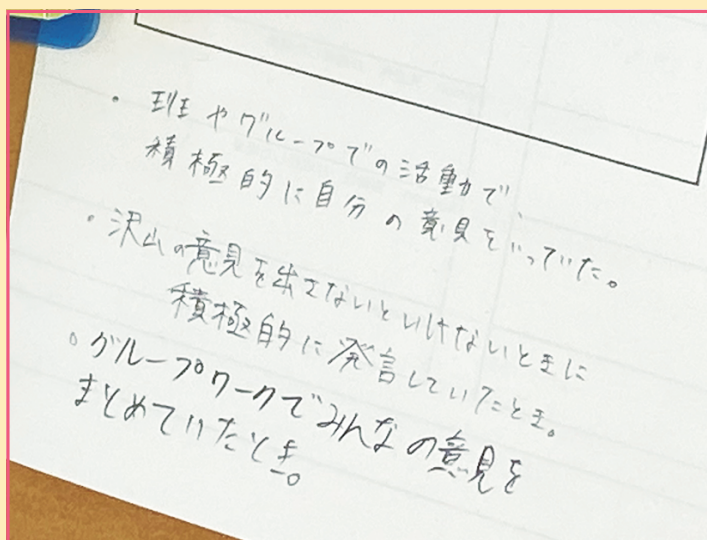 ・班やグループでの活動で、
積極的に自分の意見をいっていた。
・沢山の意見を出さないといけないときに
積極的に発言していたとき。
・グループワークでみんなの意見を
まとめていたとき。